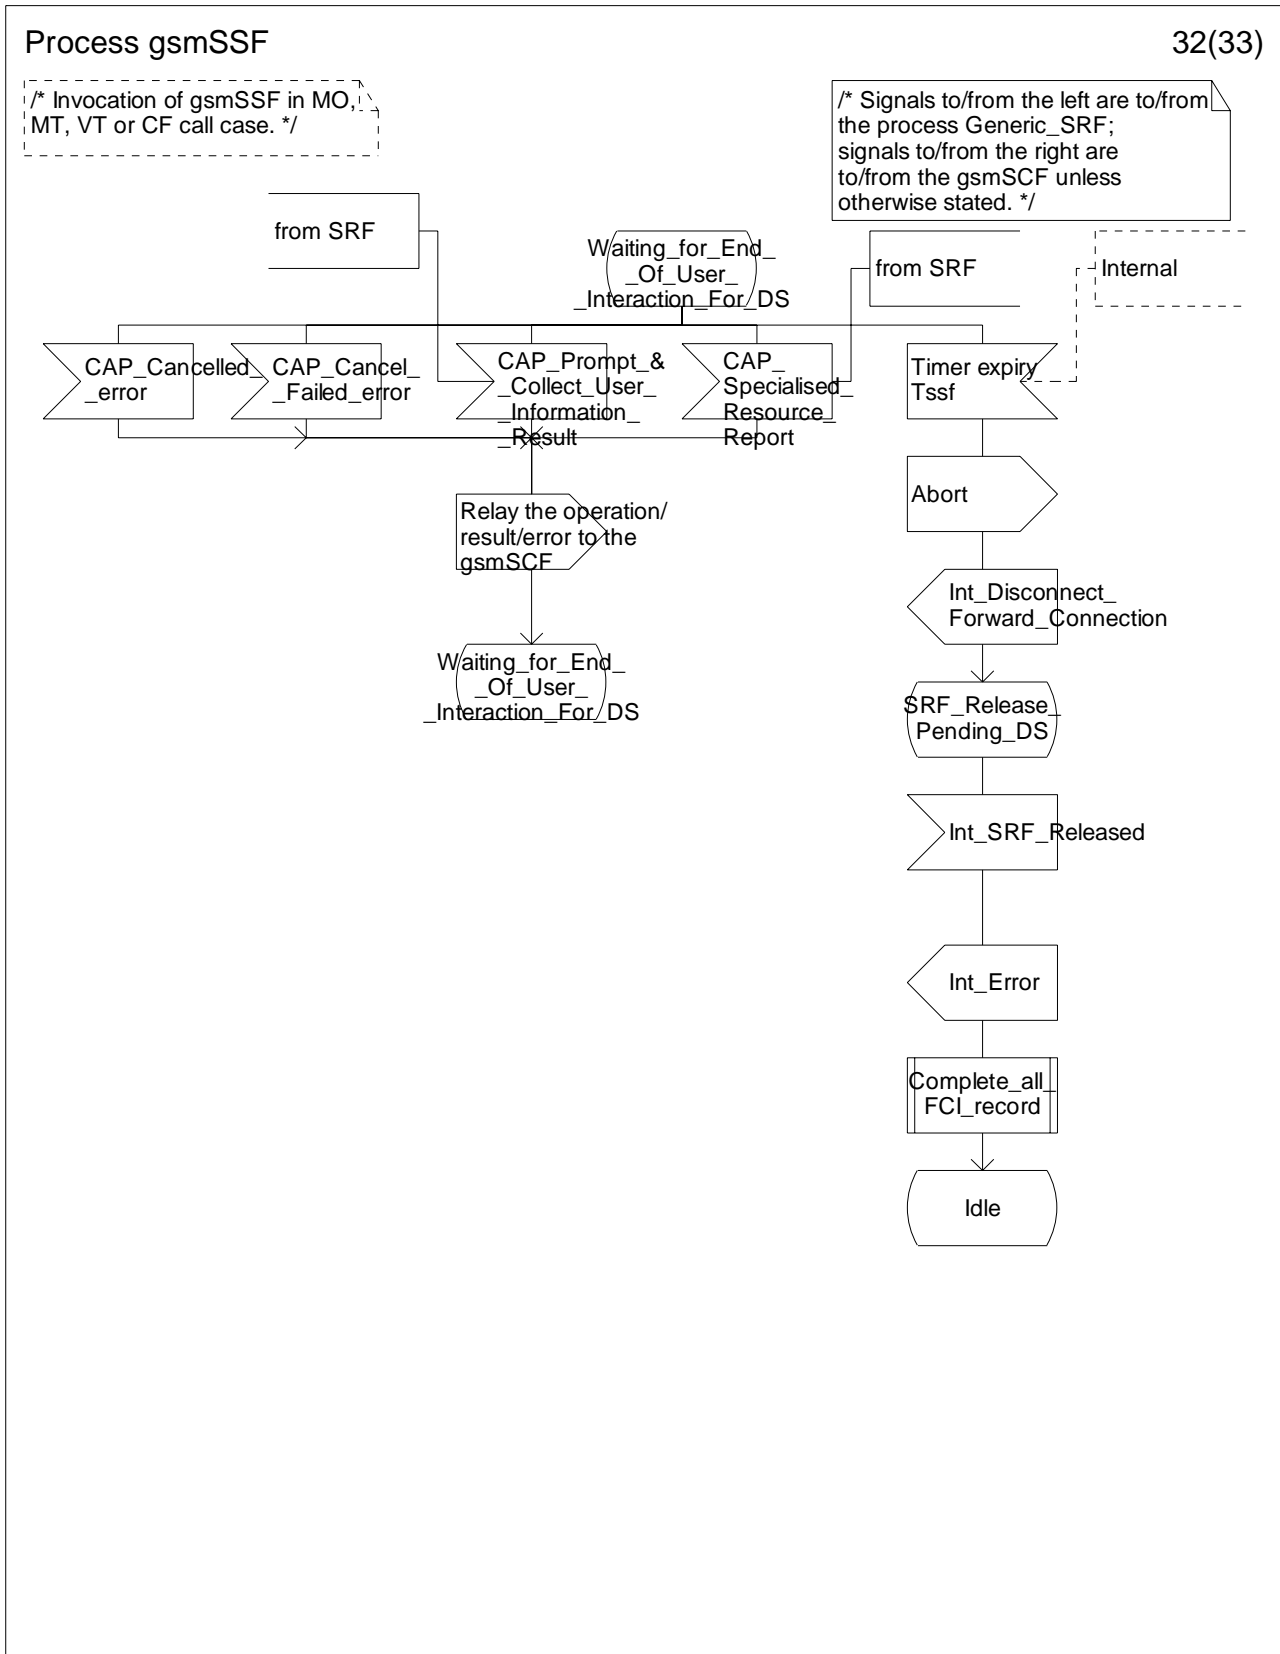 Process gsmSSF
32(33)
/* Invocation of gsmSSF in MO,
MT, VT or CF call case. */
/* Signals to/from the left are to/from
the process Generic_SRF;
signals to/from the right are
to/from the gsmSCF unless
otherwise stated. */
from SRF
Waiting_for_End_
_Of_User_
_Interaction_For_DS
from SRF
Internal
CAP_Cancelled_
_error
CAP_Cancel_
_Failed_error
CAP_Prompt_&
_Collect_User_
_Information_
_Result
CAP_
Specialised_
Resource_
Report
Timer expiry
Tssf
Abort
Relay the operation/
result/error to the
gsmSCF
Int_Disconnect_
Forward_Connection
Waiting_for_End_
_Of_User_
_Interaction_For_DS
SRF_Release_
Pending_DS
Int_SRF_Released
Int_Error
Complete_all_
FCI_record
Idle